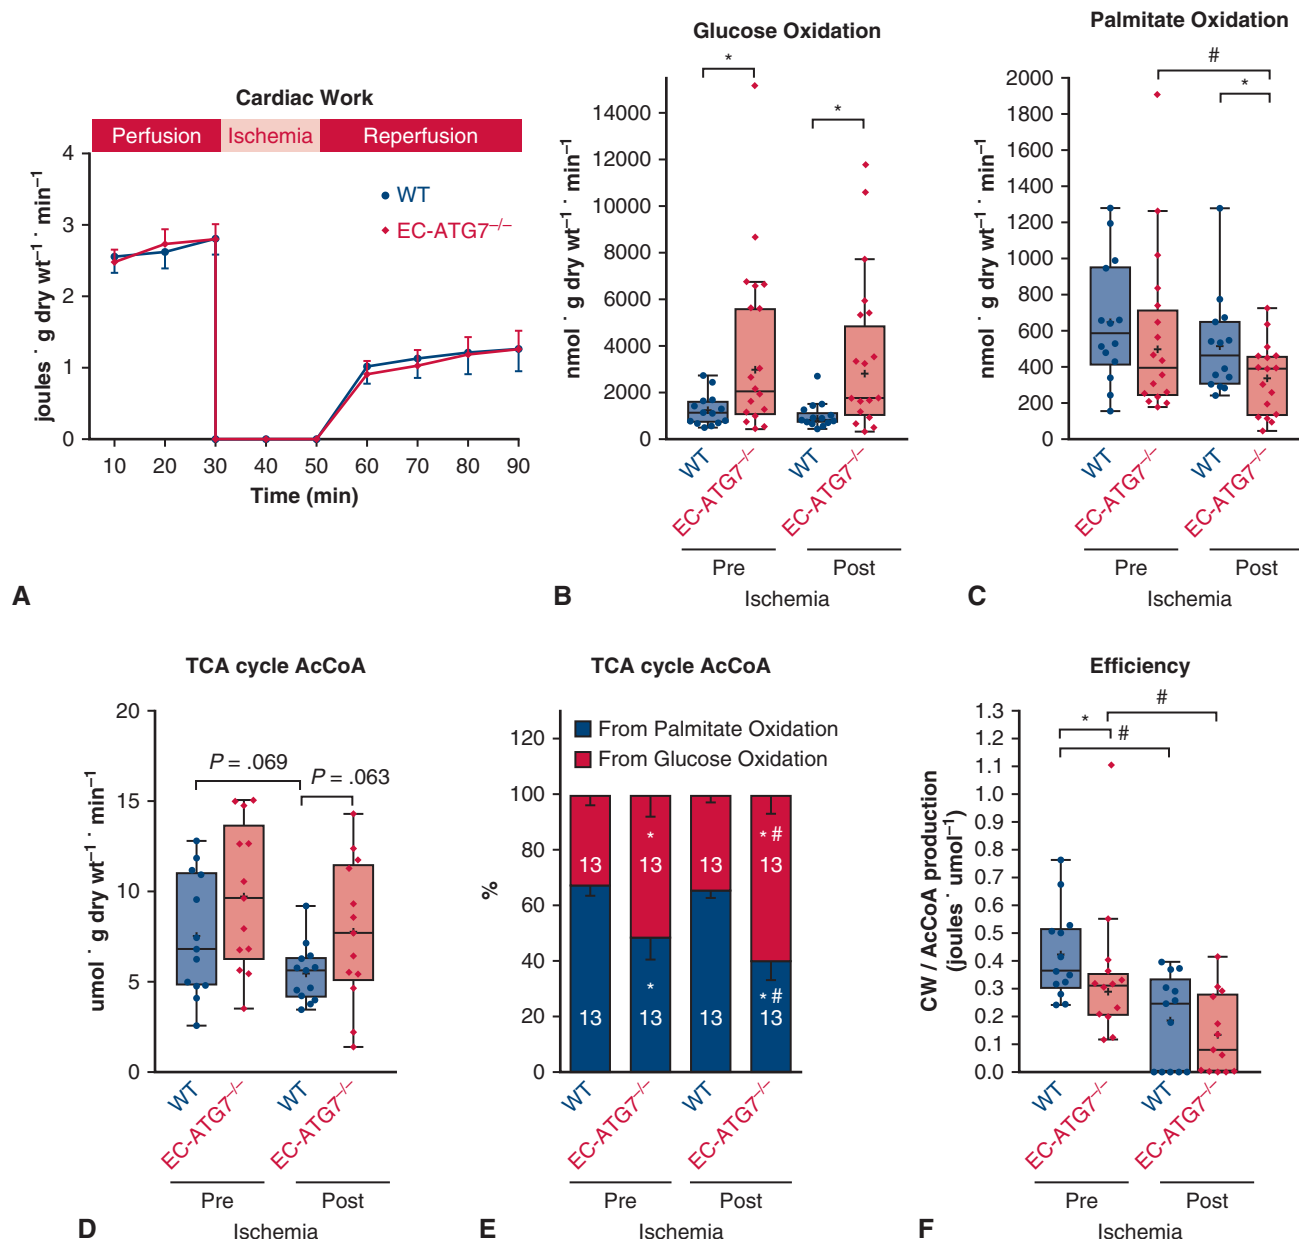 Cardiac Work
Perfusion Ischemia Reperfusion
4
3
2
1
0
joules · g dry wt⁻¹ · min⁻¹
WT
EC-ATG7⁻/⁻
10 20 30 40 50 60 70 80 90
Time (min)
A
Glucose Oxidation
* *
14000
12000
10000
8000
6000
4000
2000
0
nmol · g dry wt⁻¹ · min⁻¹
WT EC-ATG7⁻/⁻ WT EC-ATG7⁻/⁻
Pre Post
Ischemia
B
Palmitate Oxidation
#
*
2000
1800
1600
1400
1200
1000
800
600
400
200
0
nmol · g dry wt⁻¹ · min⁻¹
WT EC-ATG7⁻/⁻ WT EC-ATG7⁻/⁻
Pre Post
Ischemia
C
TCA cycle AcCoA
20
15
10
5
0
umol · g dry wt⁻¹ · min⁻¹
P = .069
P = .063
WT EC-ATG7⁻/⁻ WT EC-ATG7⁻/⁻
Pre Post
Ischemia
D
TCA cycle AcCoA
From Palmitate Oxidation
From Glucose Oxidation
120
100
80
60
40
20
0
%
* * #
13 13 13 13
* * #
13 13 13 13
WT EC-ATG7⁻/⁻ WT EC-ATG7⁻/⁻
Pre Post
Ischemia
E
Efficiency
#
*
#
1.3
1.2
1.1
1.0
0.9
0.8
0.7
0.6
0.5
0.4
0.3
0.2
0.1
0.0
CW / AcCoA production
(joules · umol⁻¹)
WT EC-ATG7⁻/⁻ WT EC-ATG7⁻/⁻
Pre Post
Ischemia
F